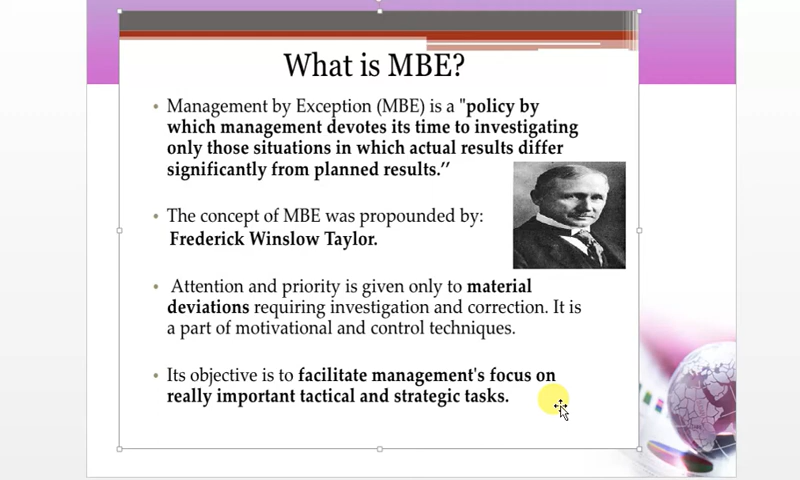 What is MBE?
• Management by Exception (MBE) is a "policy by
which management devotes its time to investigating
only those situations in which actual results differ
significantly from planned results.’’
• The concept of MBE was propounded by:
Frederick Winslow Taylor.
• Attention and priority is given only to material
deviations requiring investigation and correction. It is
a part of motivational and control techniques.
• Its objective is to facilitate management's focus on
really important tactical and strategic tasks.